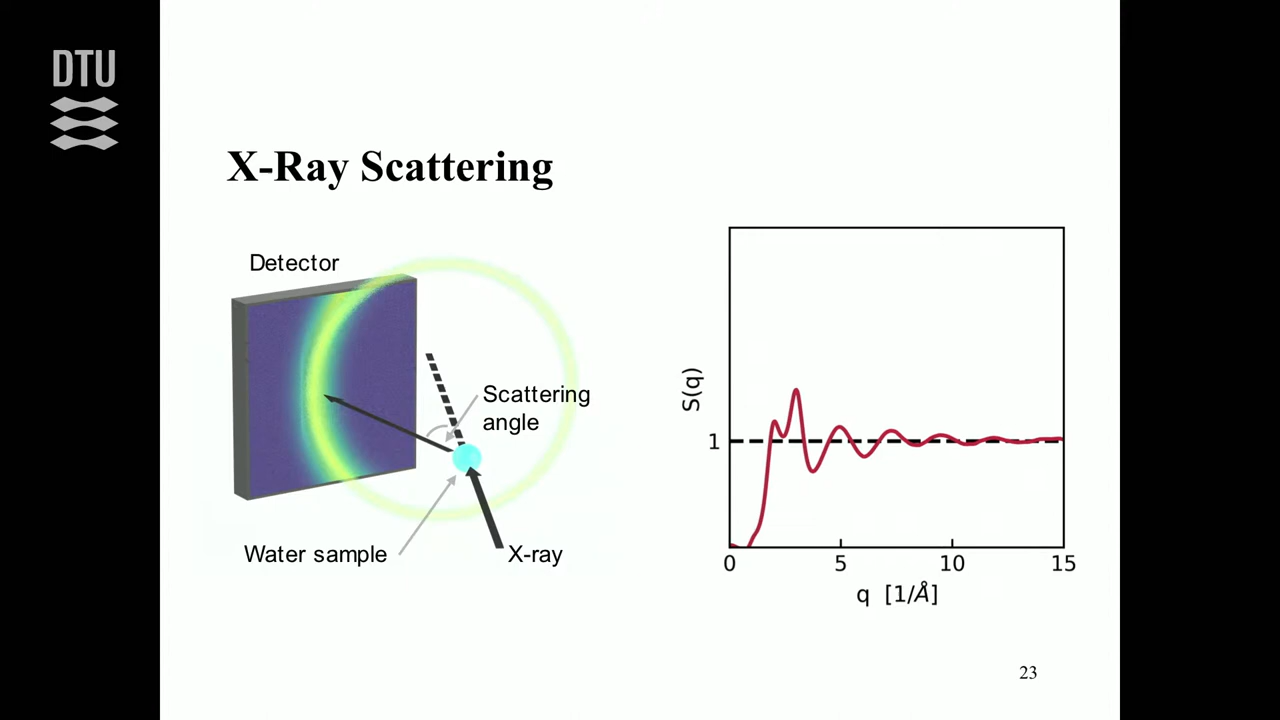 DTU
X-Ray Scattering
Detector
Scattering
angle
Water sample
X-ray
S(q)
1
0
5
10
15
q [1/Å]
23